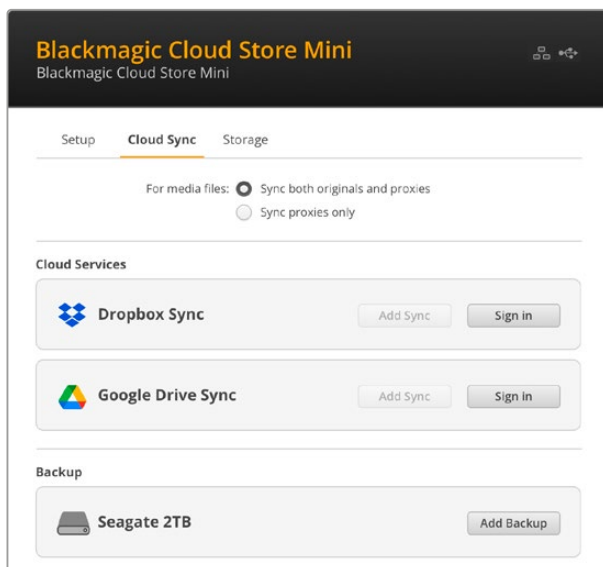 Blackmagic Cloud Store Mini
Blackmagic Cloud Store Mini
Setup Cloud Sync Storage
For media files: Sync both originals and proxies
Sync proxies only
Cloud Services
Dropbox Sync Add Sync Sign in
Google Drive Sync Add Sync Sign in
Backup
Seagate 2TB Add Backup